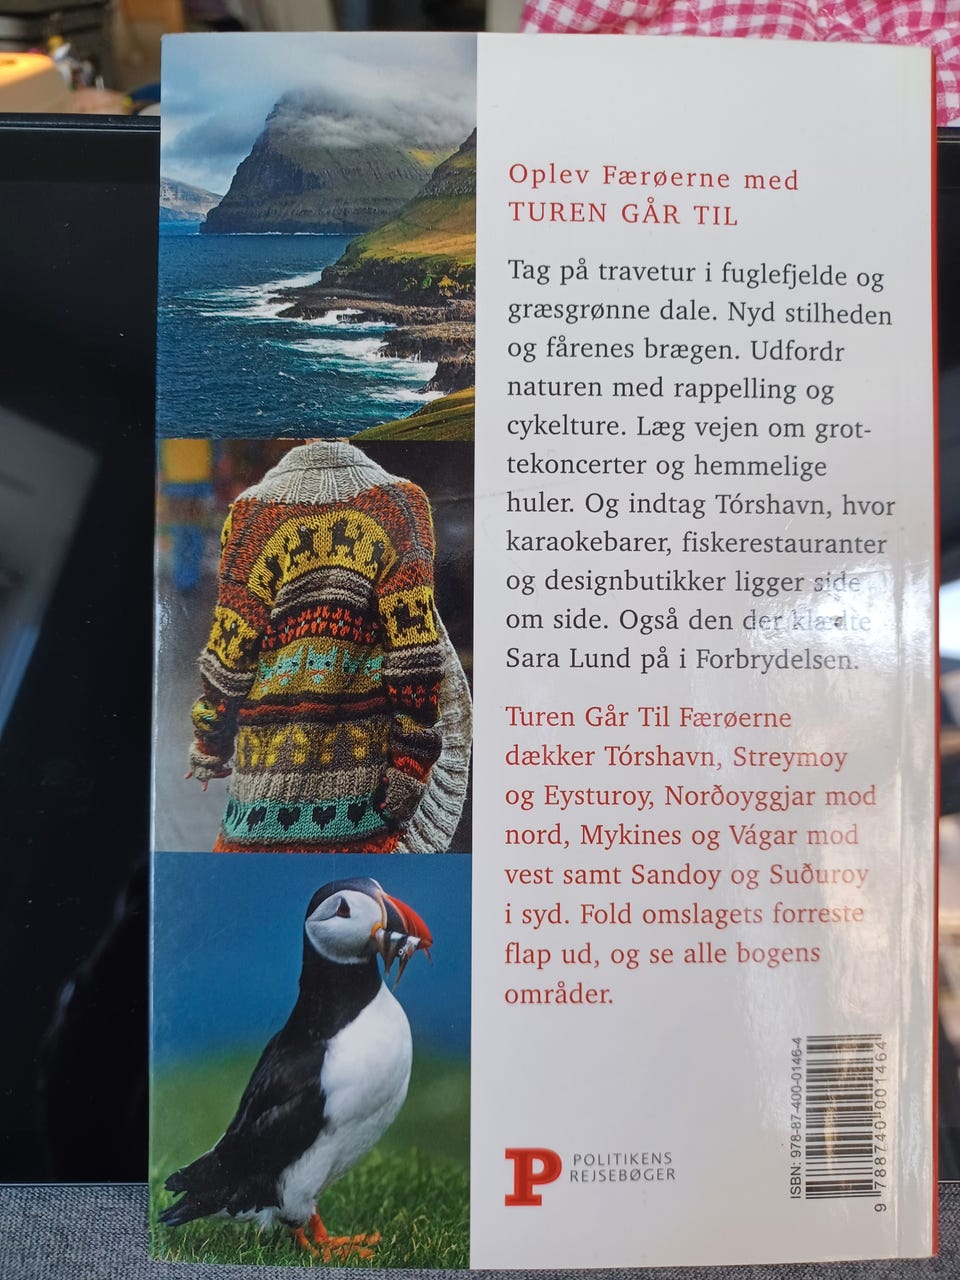 Oplev Færøerne med
TUREN GÅR TIL
Tag på travetur i fuglefjelde og
græsgrønne dale. Nyd stilheden
og fårenes brægen. Udfordr
naturen med rappelling og
cykelture. Læg vejen om grot-
tekoncerter og hemmelige
huler. Og indtag Tórshavn, hvor
karaokebarer, fiskerestauranter
og designbutikker ligger side
om side. Også den der klædte
Sara Lund på i Forbrydelsen.
Turen Går Til Færøerne
dækker Tórshavn, Streymoy
og Eysturoy, Norðoyggjar mod
nord, Mykines og Vágar mod
vest samt Sandoy og Suðuroy
i syd. Fold omslagets forreste
flap ud, og se alle bogens
områder.
P
POLITIKENS
REJSEBØGER
ISBN: 978-87-400-0146-4
9 788740 001464